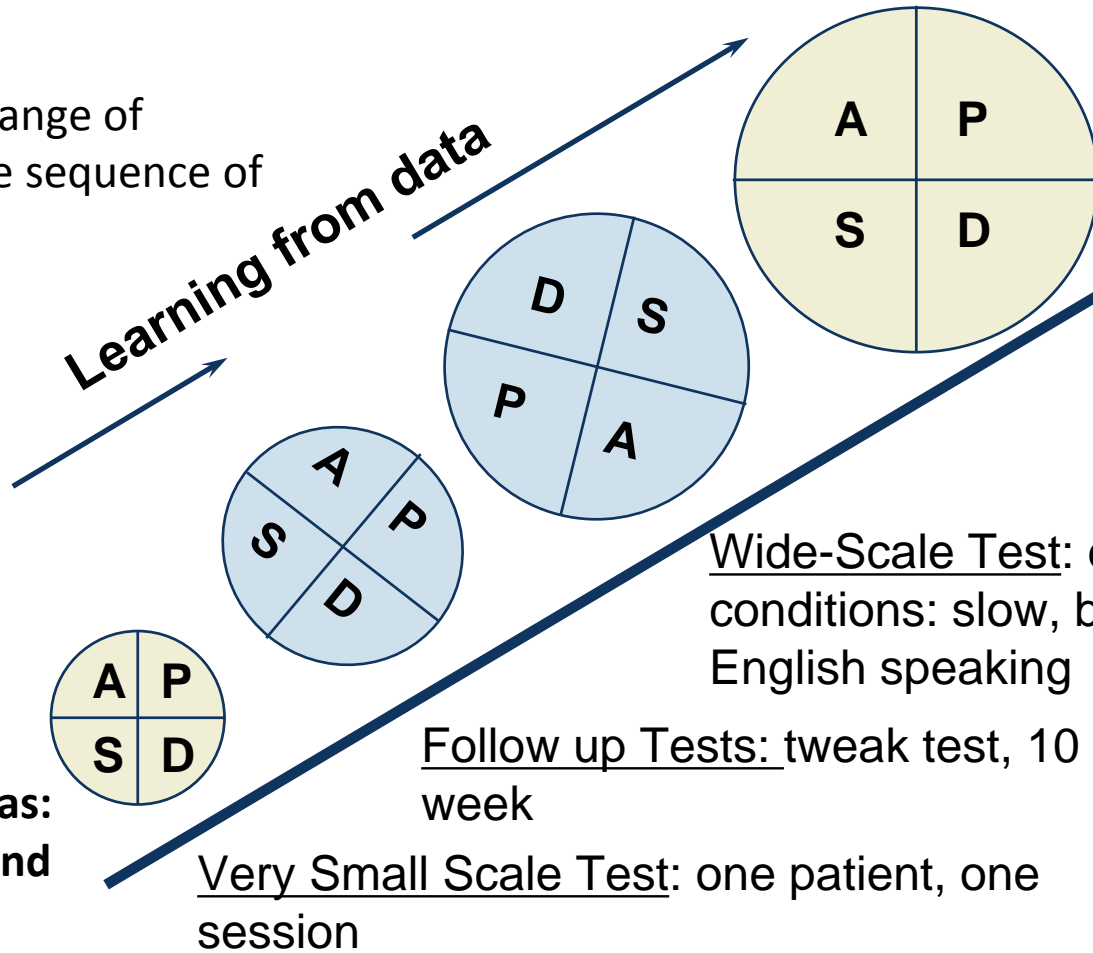 ange of
e sequence of
Learning from data
A P
S D
D S
P A
A P
S D
A P
S D
Wide-Scale Test:
conditions: slow, b
English speaking
Follow up Tests: tweak test, 10
week
as:
nd
Very Small Scale Test: one patient, one
session